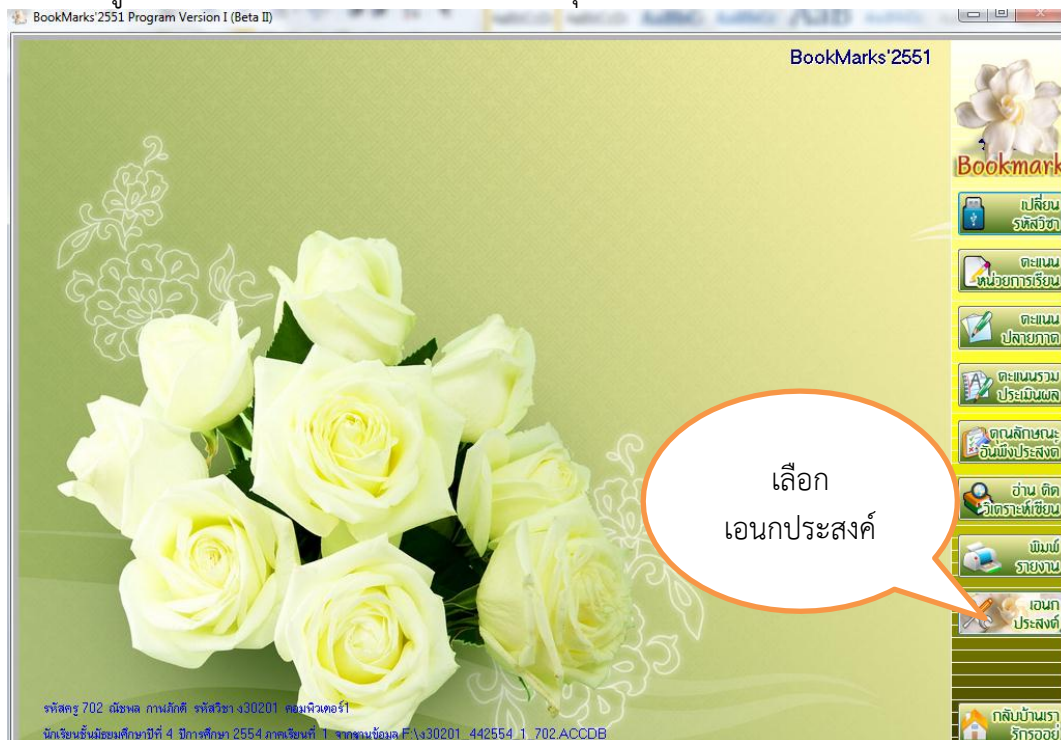 BookMarks'2551 Program Version I (Beta II)
BookMarks'2551
Bookmark
เปลี่ยน
รหัสวิชา
คะแนน
หน่วยการเรียน
คะแนน
ปลายภาค
คะแนนรวม
ประเมินผล
คุณลักษณะ
อันพึงประสงค์
อ่าน คิด
วิเคราะห์เขียน
พิมพ์
รายงาน
เอนก
ประสงค์
เลือก
เอนกประสงค์
กลับบ้านเรา
รักรออยู่
รหัสครู 702 ณัชพล กานภักดี รหัสวิชา ง30201 คอมพิวเตอร์1
นักเรียนชั้นมัธยมศึกษาปีที่ 4 ปีการศึกษา 2554 ภาคเรียนที่ 1 จากฐานข้อมูล F:\ง30201_442554_1_702.ACCDB